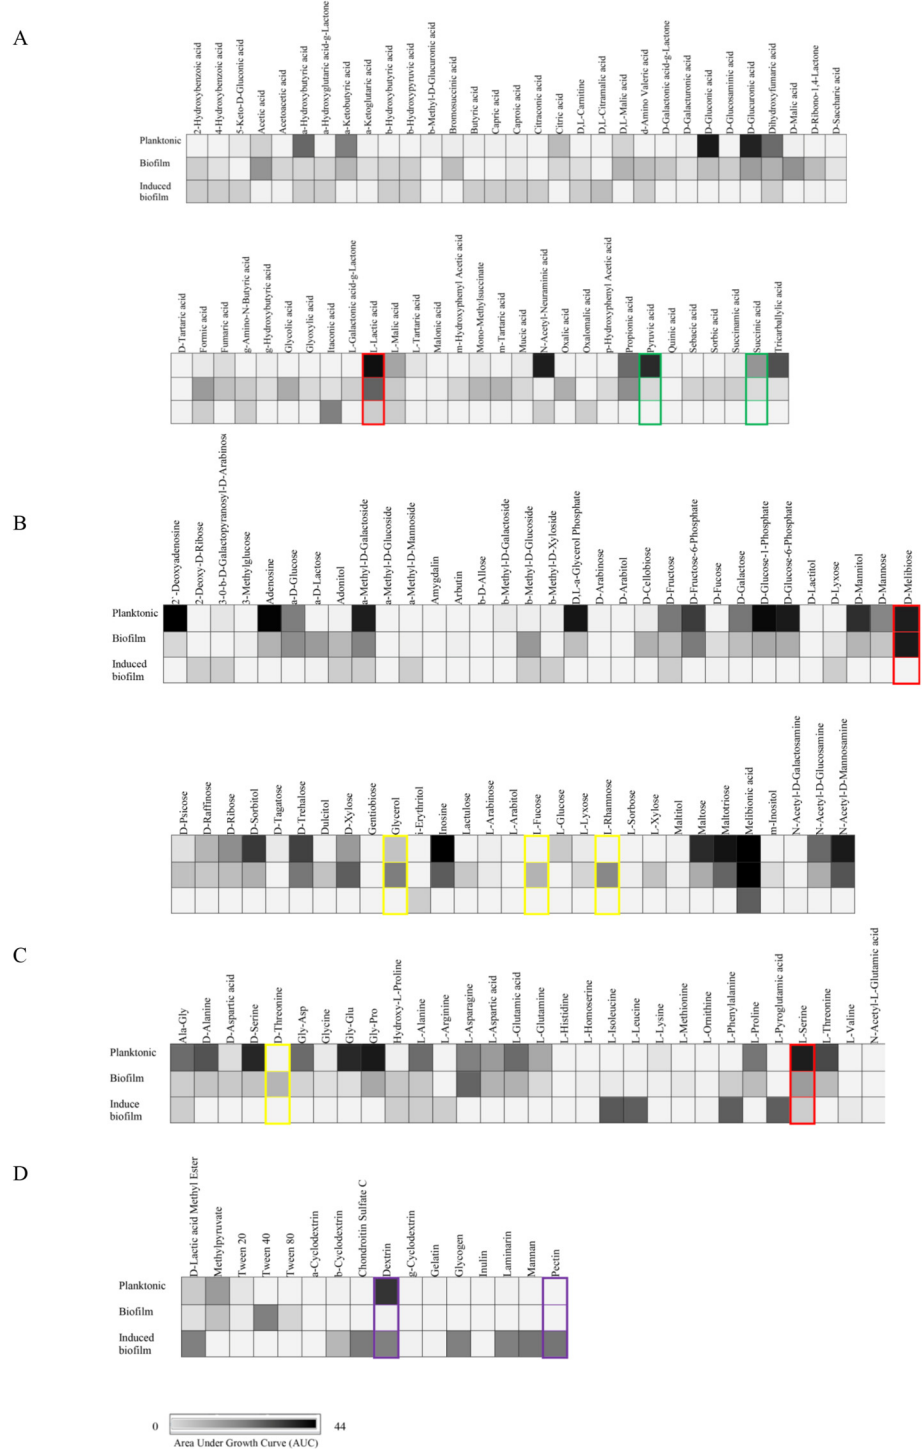 A
2-Hydroxybenzoic acid
4-Hydroxybenzoic acid
5-Keto-D-Gluconic acid
Acetic acid
Acetoacetic acid
a-Hydroxybutyric acid
a-Hydroxyglutaric acid-g-Lactone
a-Ketobutyric acid
a-Ketoglutaric acid
b-Hydroxybutyric acid
b-Hydroxypyruvic acid
b-Methyl-D-Glucuronic acid
Bromosuccinic acid
Butyric acid
Capric acid
Caproic acid
Citraconic acid
Citric acid
D,L-Carnitine
D,L-Citramalic acid
D,L-Malic acid
d-Amino Valeric acid
D-Galactonic acid-g-Lactone
D-Galacturonic acid
D-Gluconic acid
D-Glucosaminic acid
D-Glucuronic acid
Dihydroxyfumaric acid
D-Malic acid
D-Ribono-1,4-Lactone
D-Saccharic acid
Planktonic
Biofilm
Induced
biofilm
D-Tartaric acid
Formic acid
Fumaric acid
g-Amino-N-Butyric acid
g-Hydroxybutyric acid
Glycolic acid
Glyoxylic acid
Itaconic acid
L-Galactonic acid-g-Lactone
L-Lactic acid
L-Malic acid
L-Tartaric acid
Malonic acid
m-Hydroxyphenyl Acetic acid
Mono-Methylsuccinate
m-Tartaric acid
Mucic acid
N-Acetyl-Neuraminic acid
Oxalic acid
Oxalomalic acid
p-Hydroxyphenyl Acetic acid
Propionic acid
Pyruvic acid
Quinic acid
Sebacic acid
Sorbic acid
Succinamic acid
Succinic acid
Tricarballylic acid
B
2`-Deoxyadenosine
2-Deoxy-D-Ribose
3-0-b-D-Galactopyranosyl-D-Arabinose
3-Methylglucose
Adenosine
a-D-Glucose
a-D-Lactose
Adonitol
a-Methyl-D-Galactoside
a-Methyl-D-Glucoside
a-Methyl-D-Mannoside
Amygdalin
Arbutin
b-D-Allose
b-Methyl-D-Galactoside
b-Methyl-D-Glucoside
b-Methyl-D-Xyloside
D,L-a-Glycerol Phosphate
D-Arabinose
D-Arabitol
D-Cellobiose
D-Fructose
D-Fructose-6-Phosphate
D-Fucose
D-Galactose
D-Glucose-1-Phosphate
D-Glucose-6-Phosphate
D-Lactitol
D-Lyxose
D-Mannitol
D-Mannose
D-Melibiose
Planktonic
Biofilm
Induced
biofilm
D-Psicose
D-Raffinose
D-Ribose
D-Sorbitol
D-Tagatose
D-Trehalose
Dulcitol
D-Xylose
Gentiobiose
Glycerol
i-Erythritol
Inosine
Lactulose
L-Arabinose
L-Arabitol
L-Fucose
L-Glucose
L-Lyxose
L-Rhamnose
L-Sorbose
L-Xylose
Maltitol
Maltose
Maltotriose
Melibionic acid
m-Inositol
N-Acetyl-D-Galactosamine
N-Acetyl-D-Glucosamine
N-Acetyl-D-Mannosamine
C
Ala-Gly
D-Alanine
D-Aspartic acid
D-Serine
D-Threonine
Gly-Asp
Glycine
Gly-Glu
Gly-Pro
Hydroxy-L-Proline
L-Alanine
L-Arginine
L-Asparagine
L-Aspartic acid
L-Glutamic acid
L-Glutamine
L-Histidine
L-Homoserine
L-Isoleucine
L-Leucine
L-Lysine
L-Methionine
L-Ornithine
L-Phenylalanine
L-Proline
L-Pyroglutamic acid
L-Serine
L-Threonine
L-Valine
N-Acetyl-L-Glutamic acid
Planktonic
Biofilm
Induce
biofilm
D
D-Lactic acid Methyl Ester
Methylpyruvate
Tween 20
Tween 40
Tween 80
a-Cyclodextrin
b-Cyclodextrin
Chondroitin Sulfate C
Dextrin
g-Cyclodextrin
Gelatin
Glycogen
Inulin
Laminarin
Mannan
Pectin
Planktonic
Biofilm
Induced
biofilm
0 44
Area Under Growth Curve (AUC)